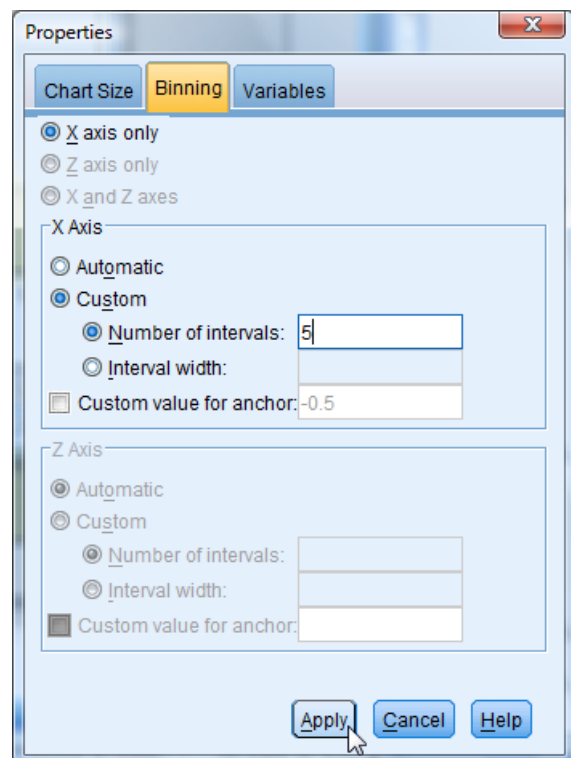 Properties
Chart Size Binning Variables
X axis only
Z axis only
X and Z axes
X Axis
Automatic
Custom
Number of intervals: 5
Interval width:
Custom value for anchor: -0.5
Z Axis
Automatic
Custom
Number of intervals:
Interval width:
Custom value for anchor:
Apply Cancel Help